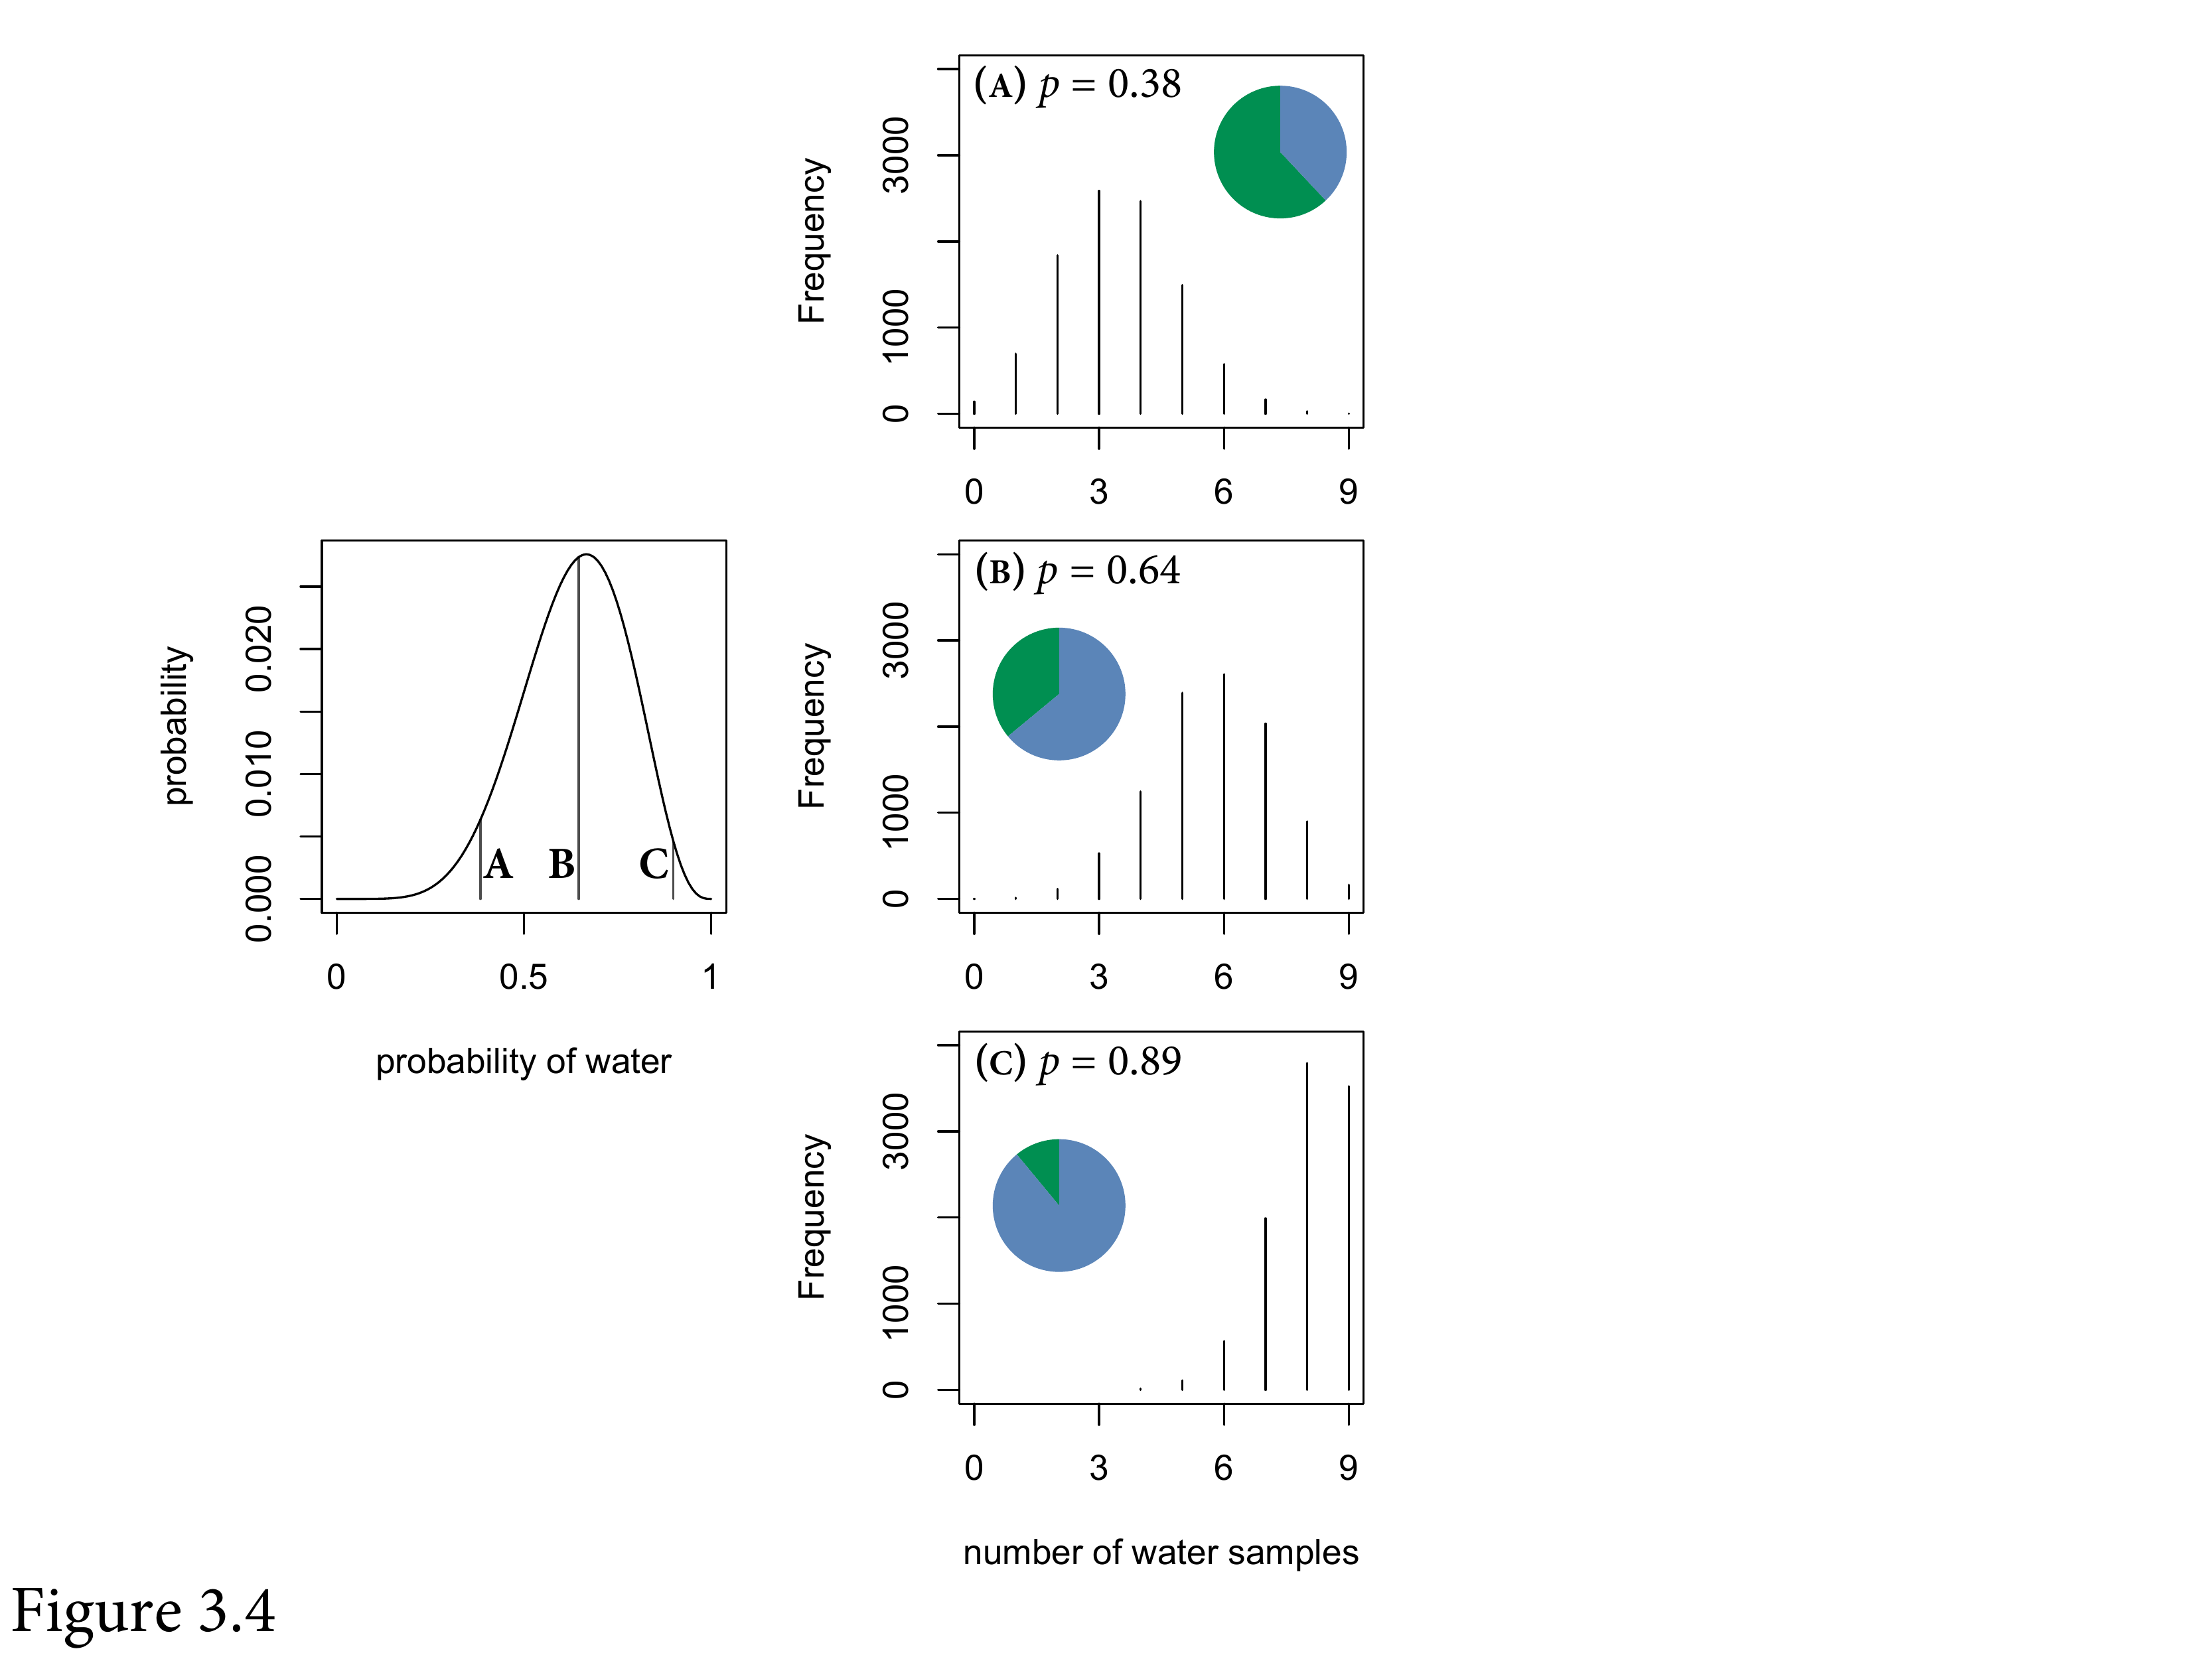 (A) p = 0.38
Frequency
3000
1000
0
0 3 6 9
probability
0.020
0.010
0.000
A B C
0 0.5 1
probability of water
(B) p = 0.64
Frequency
3000
1000
0
0 3 6 9
(C) p = 0.89
Frequency
3000
1000
0
0 3 6 9
number of water samples
Figure 3.4